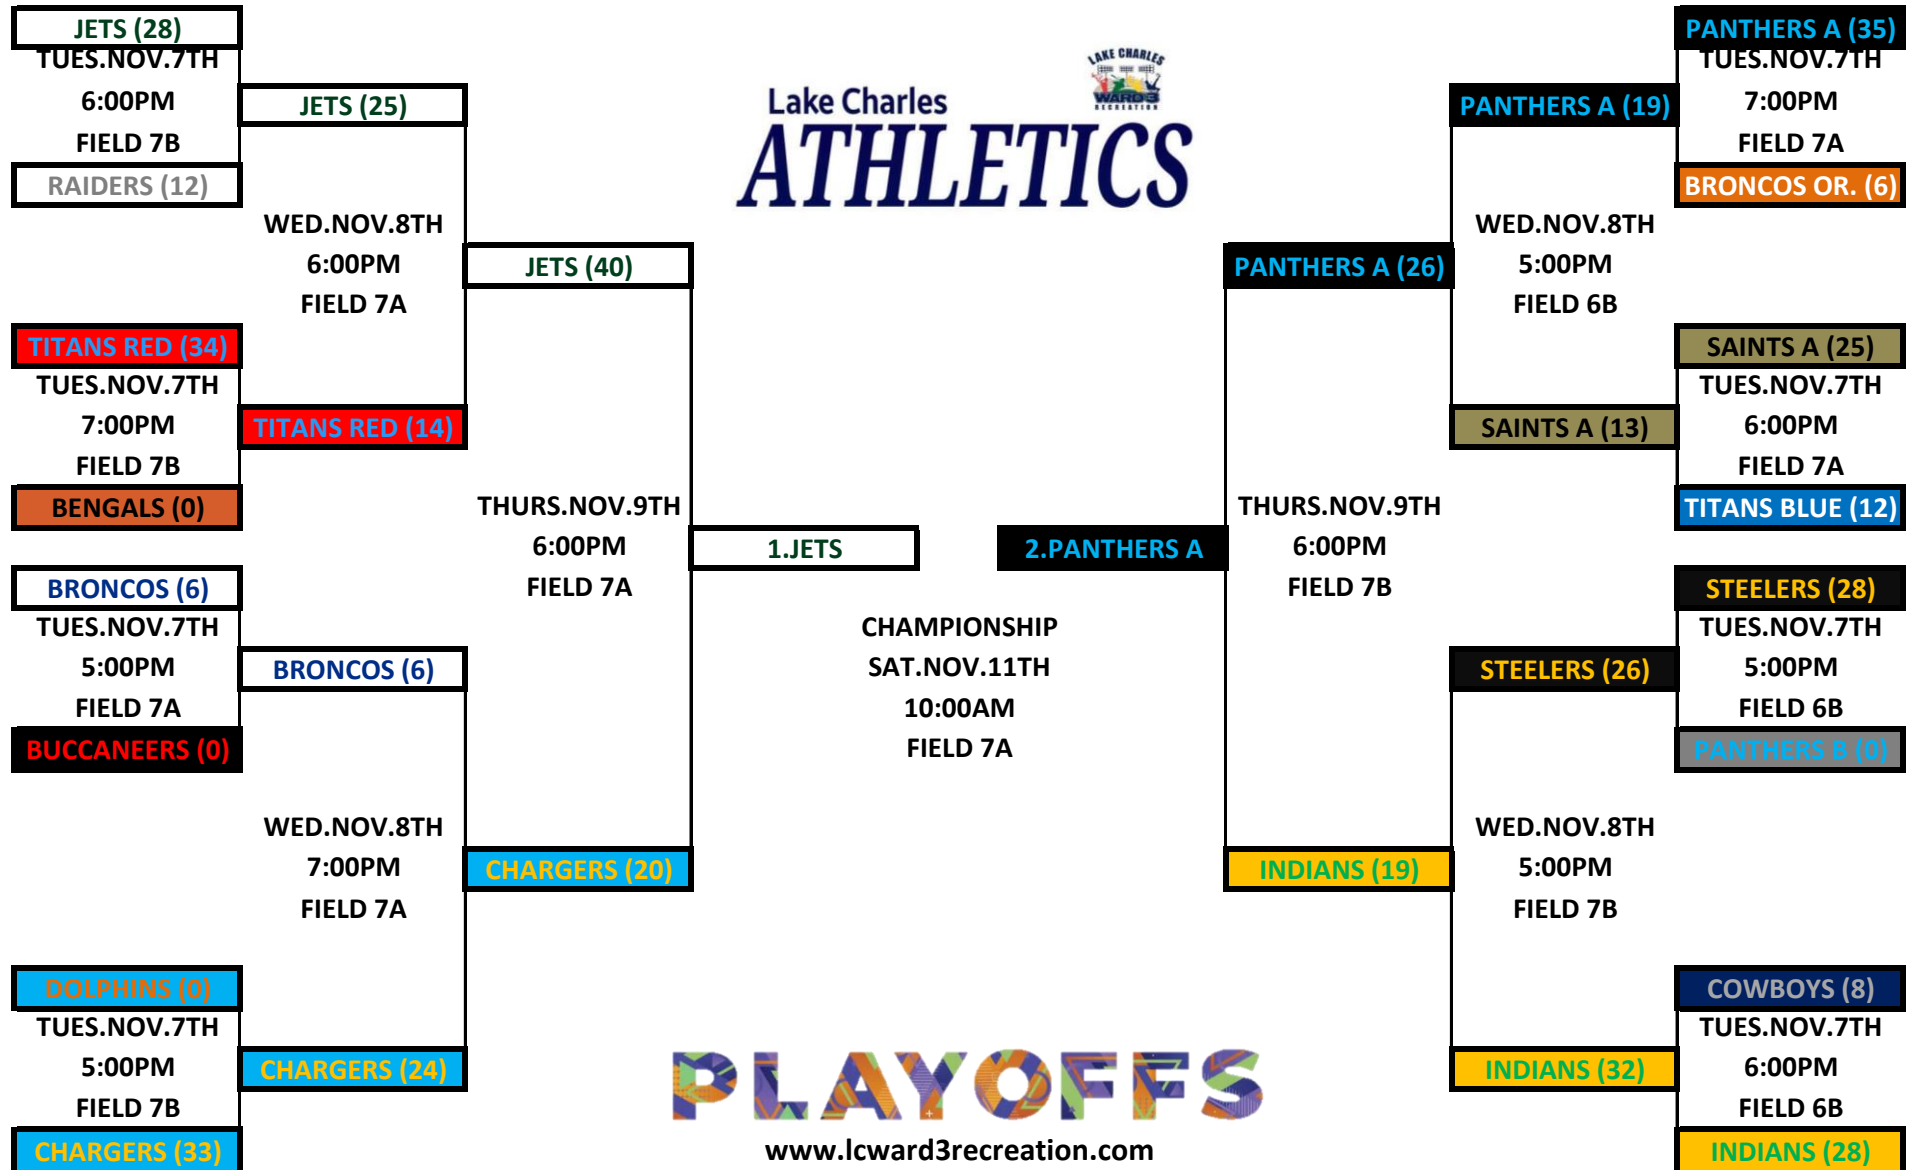 JETS (28)
TUES.NOV.7TH
6:00PM
FIELD 7B
RAIDERS (12)
TITANS RED (34)
TUES.NOV.7TH
7:00PM
FIELD 7B
BENGALS (0)
BRONCOS (6)
TUES.NOV.7TH
5:00PM
FIELD 7A
BUCCANEERS (0)
DOLPHINS (0)
TUES.NOV.7TH
5:00PM
FIELD 7B
CHARGERS (33)
JETS (25)
WED.NOV.8TH
6:00PM
FIELD 7A
TITANS RED (14)
BRONCOS (6)
WED.NOV.8TH
7:00PM
FIELD 7A
CHARGERS (24)
JETS (40)
THURS.NOV.9TH
6:00PM
FIELD 7A
CHARGERS (20)
LAKE CHARLES
WARD 3
RECREATION
Lake Charles
ATHLETICS
1.JETS
2.PANTHERS A
CHAMPIONSHIP
SAT.NOV.11TH
10:00AM
FIELD 7A
PLAYOFFS
www.lcward3recreation.com
PANTHERS A (26)
THURS.NOV.9TH
6:00PM
FIELD 7B
INDIANS (19)
PANTHERS A (19)
WED.NOV.8TH
5:00PM
FIELD 6B
SAINTS A (13)
STEELERS (26)
WED.NOV.8TH
5:00PM
FIELD 7B
INDIANS (32)
PANTHERS A (35)
TUES.NOV.7TH
7:00PM
FIELD 7A
BRONCOS OR. (6)
SAINTS A (25)
TUES.NOV.7TH
6:00PM
FIELD 7A
TITANS BLUE (12)
STEELERS (28)
TUES.NOV.7TH
5:00PM
FIELD 6B
PANTHERS B (0)
COWBOYS (8)
TUES.NOV.7TH
6:00PM
FIELD 6B
INDIANS (28)